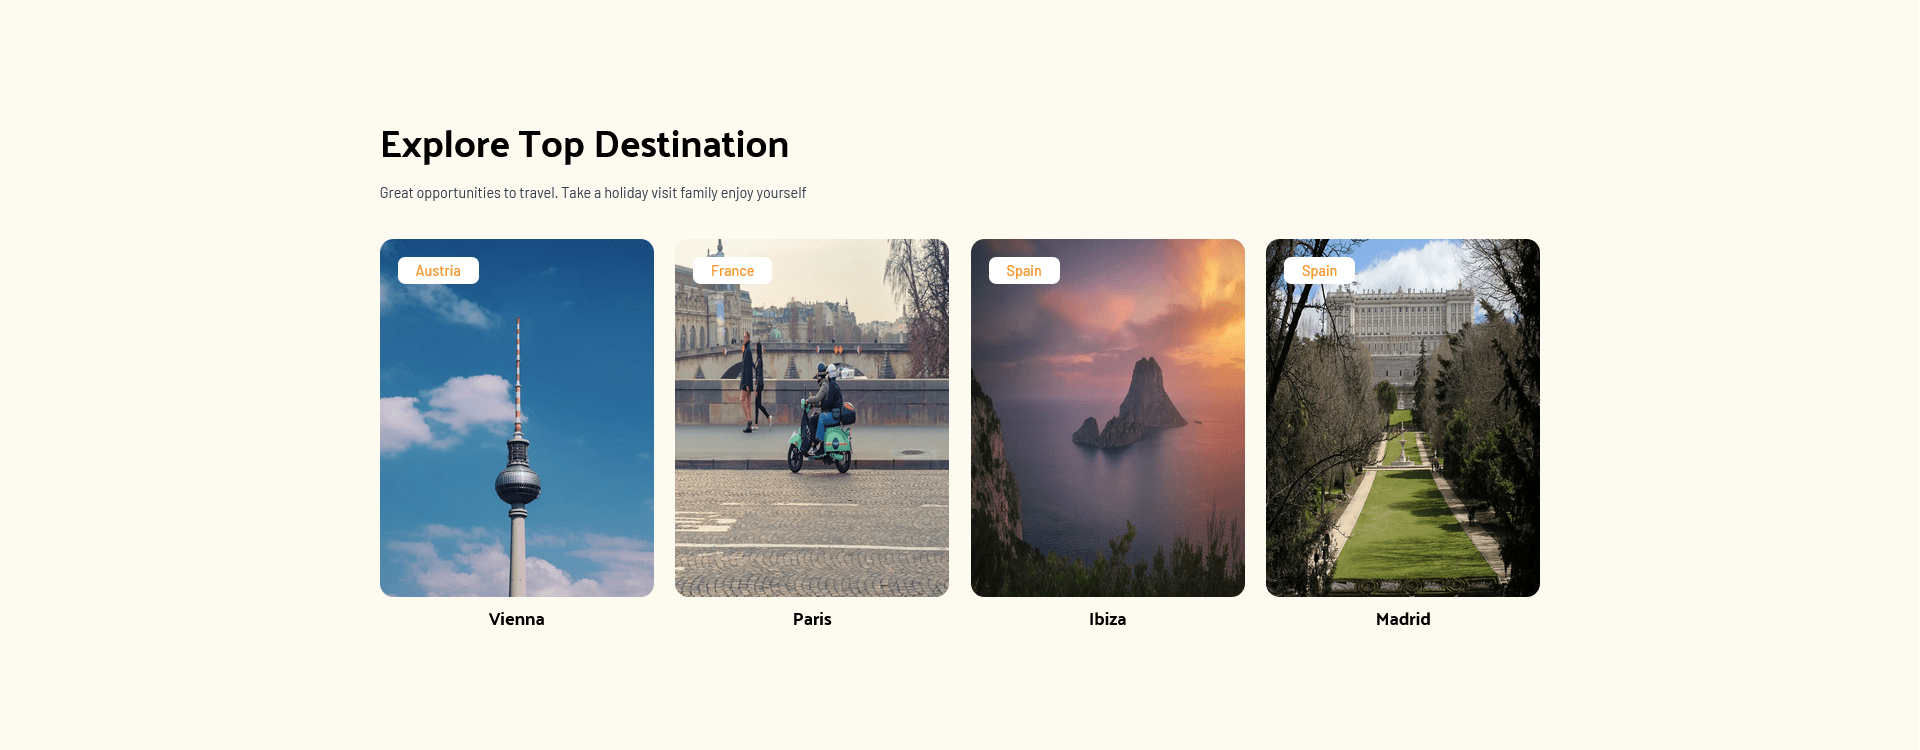 Explore Top Destination
Great opportunities to travel. Take a holiday visit family enjoy yourself
Austria
France
Spain
Spain
Vienna
Paris
Ibiza
Madrid